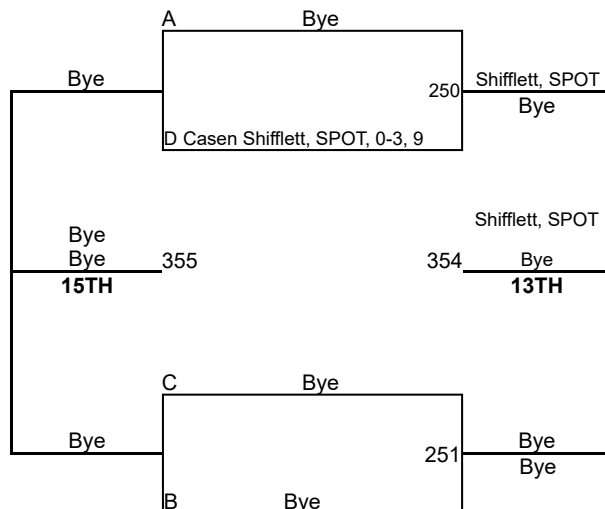 A Bye
Bye
250
Shifflett, SPOT
Bye
D Casen Shifflett, SPOT, 0-3, 9
Shifflett, SPOT
Bye
Bye
355
354
Bye
15TH
13TH
C Bye
Bye
251
Bye
Bye
B Bye